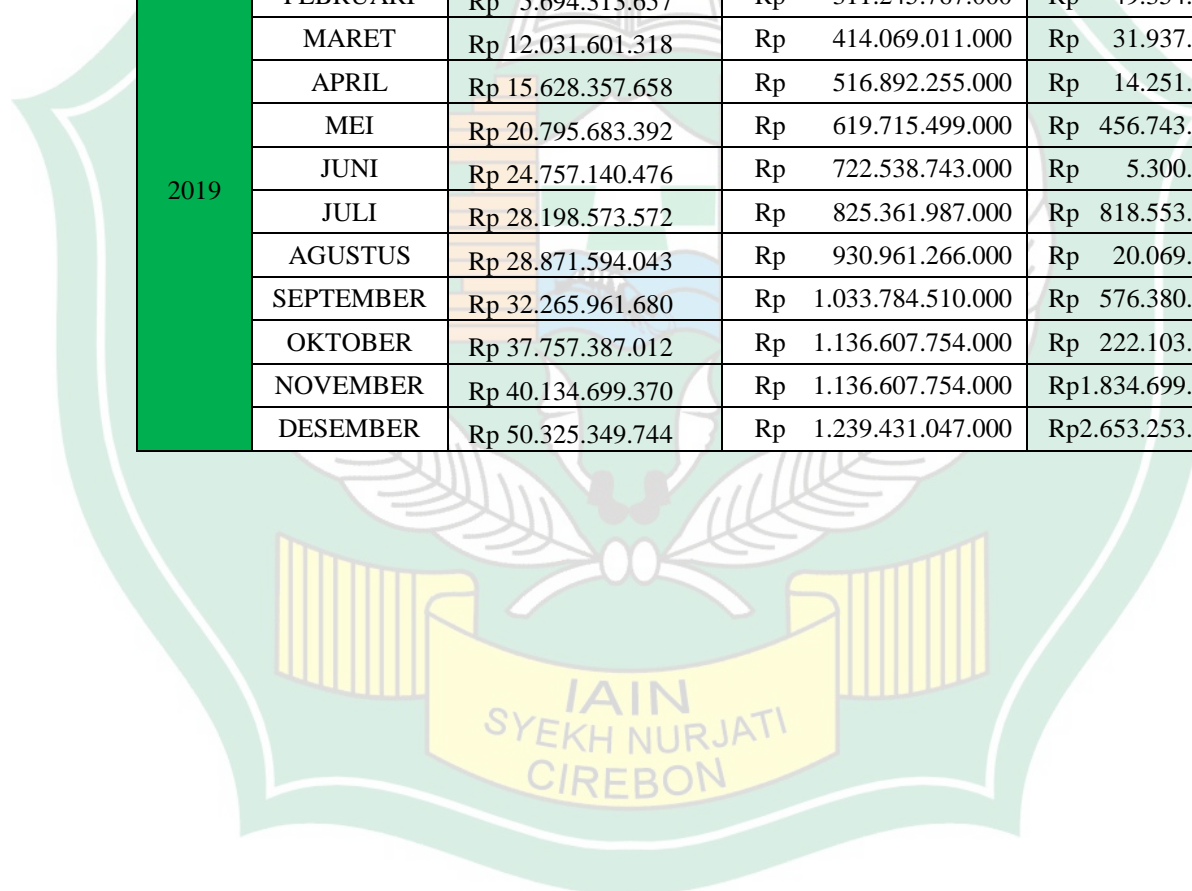 MARET Rp 12.031.601.318 Rp 414.069.011.000 Rp 31.937.
APRIL Rp 15.628.357.658 Rp 516.892.255.000 Rp 14.251.
MEI Rp 20.795.683.392 Rp 619.715.499.000 Rp 456.743.
JUNI Rp 24.757.140.476 Rp 722.538.743.000 Rp 5.300.
2019
JULI Rp 28.198.573.572 Rp 825.361.987.000 Rp 818.553.
AGUSTUS Rp 28.871.594.043 Rp 930.961.266.000 Rp 20.069.
SEPTEMBER Rp 32.265.961.680 Rp 1.033.784.510.000 Rp 576.380.
OKTOBER Rp 37.757.387.012 Rp 1.136.607.754.000 Rp 222.103.
NOVEMBER Rp 40.134.699.370 Rp 1.136.607.754.000 Rp1.834.699.
DESEMBER Rp 50.325.349.744 Rp 1.239.431.047.000 Rp2.653.253.
IAIN
SYEKH NURJATI
CIREBON